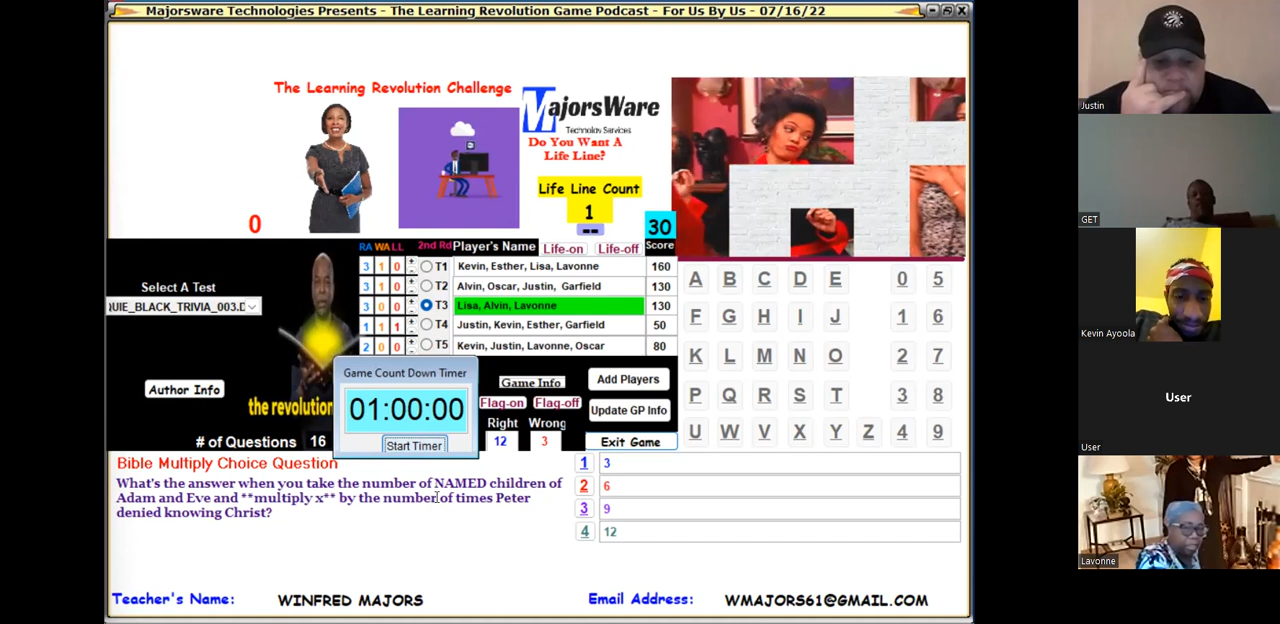 Majorsware Technologies Presents - The Learning Revolution Game Podcast - For Us By Us - 07/16/22
The Learning Revolution Challenge
MajorsWare
Technology Services
Do You Want A
Life Line?
Life Line Count
1
--
0
30
RA WA LL 2nd Rd Player's Name Life-on Life-off Score
3 1 0 + - T1 Kevin, Esther, Lisa, Lavonne 160
3 1 0 + - T2 Alvin, Oscar, Justin, Garfield 130
3 0 0 + - T3 Lisa, Alvin, Lavonne 130
1 1 1 + - T4 Justin, Kevin, Esther, Garfield 50
2 0 0 + - T5 Kevin, Justin, Lavonne, Oscar 80
Select A Test
QUIE_BLACK_TRIVIA_003.D
Author Info
the revolution
# of Questions 16
Game Count Down Timer
01:00:00
Start Timer
Game Info
Flag-on Flag-off
Right Wrong
12 3
Add Players
Update GP Info
Exit Game
A B C D E 0 5
F G H I J 1 6
K L M N O 2 7
P Q R S T 3 8
U W V X Y Z 4 9
Bible Multiply Choice Question
What's the answer when you take the number of NAMED children of
Adam and Eve and **multiply x** by the number of times Peter
denied knowing Christ?
1 3
2 6
3 9
4 12
Teacher's Name: WINFRED MAJORS Email Address: WMAJORS61@GMAIL.COM
Justin
GET
Kevin Ayoola
User
User
Lavonne